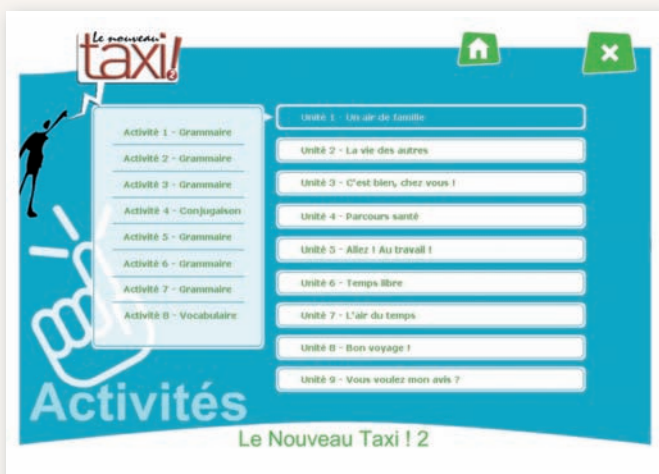 Le nouveau
taxi!
2
Activité 1 - Grammaire
Activité 2 - Grammaire
Activité 3 - Grammaire
Activité 4 - Conjugaison
Activité 5 - Grammaire
Activité 6 - Grammaire
Activité 7 - Grammaire
Activité 8 - Vocabulaire
Unité 1 - Un air de famille
Unité 2 - La vie des autres
Unité 3 - C'est bien, chez vous !
Unité 4 - Parcours santé
Unité 5 - Allez ! Au travail !
Unité 6 - Temps libre
Unité 7 - L'air du temps
Unité 8 - Bon voyage !
Unité 9 - Vous voulez mon avis ?
Activités
Le Nouveau Taxi ! 2